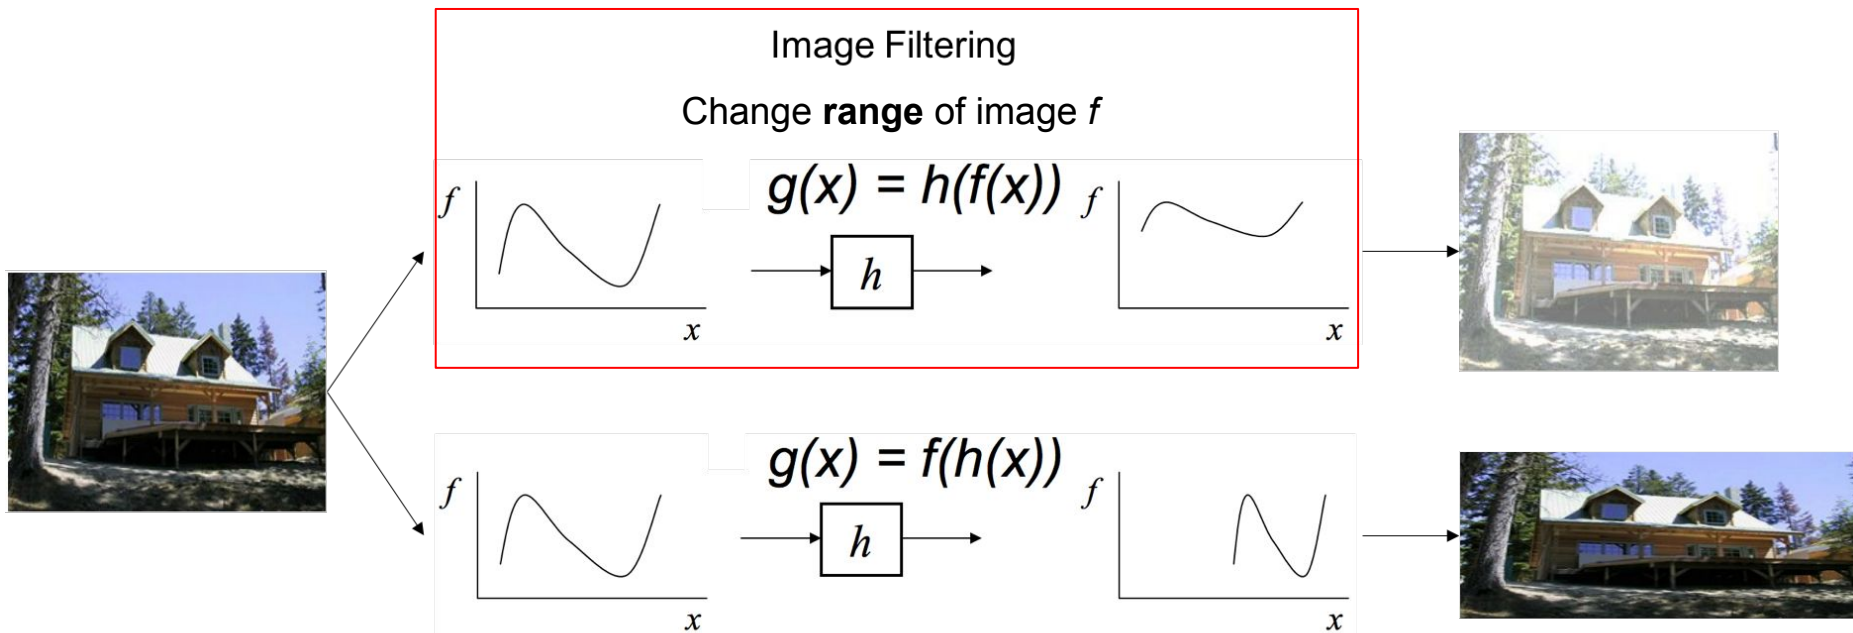 Image Filtering
Change range of image f
g(x) = h(f(x))
f
h
f
x
x
g(x) = f(h(x))
f
h
f
x
x